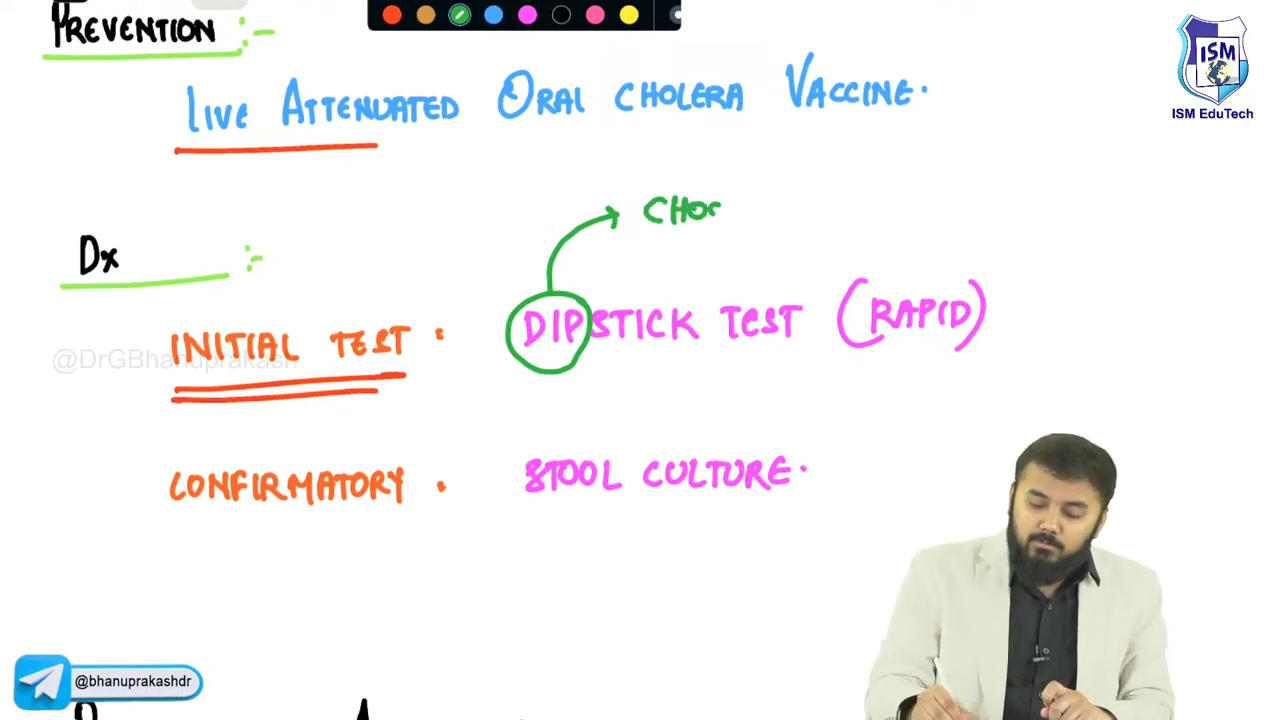 PREVENTION :-
LIVE ATTENUATED ORAL CHOLERA VACCINE.
ISM
ISM EduTech
CHO
Dx :-
INITIAL TEST : DIPSTICK TEST (RAPID)
@DrGBhanuprakash
CONFIRMATORY . STOOL CULTURE.
@bhanuprakashdr